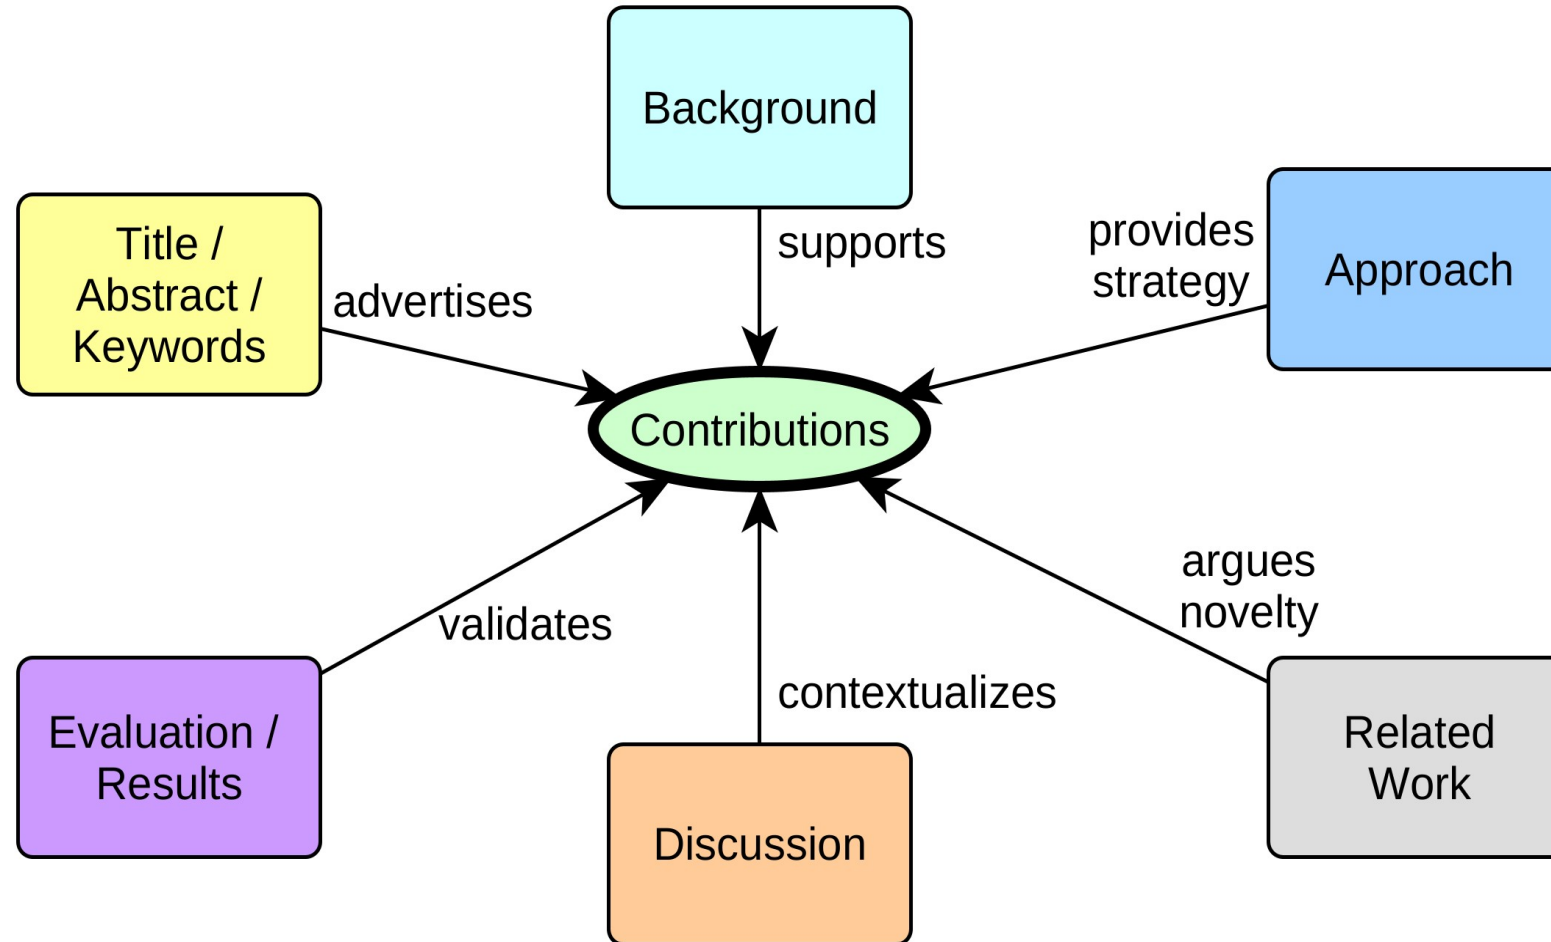 Background
supports
provides
strategy
Approach
Title /
Abstract /
Keywords
advertises
Contributions
argues
novelty
validates
contextualizes
Evaluation /
Results
Discussion
Related
Work